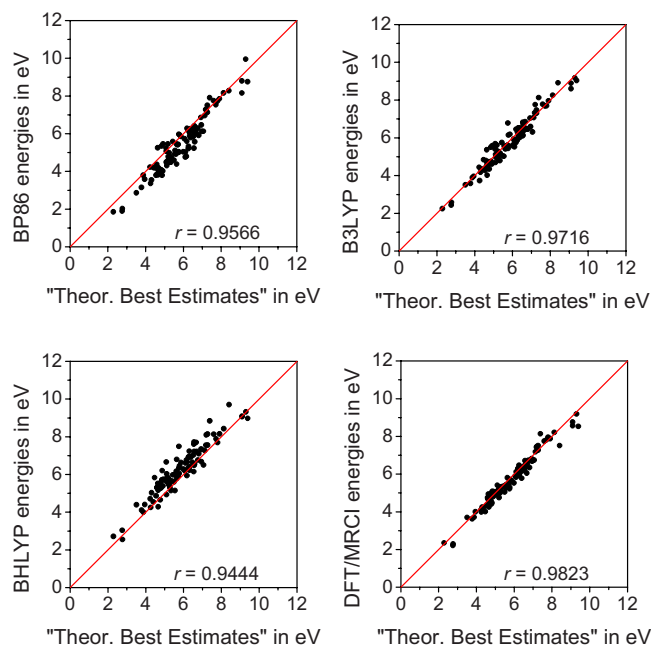 12
10
8
6
4
2
0
BP86 energies in eV
r = 0.9566
0 2 4 6 8 10 12
"Theor. Best Estimates" in eV
12
10
8
6
4
2
0
B3LYP energies in eV
r = 0.9716
0 2 4 6 8 10 12
"Theor. Best Estimates" in eV
12
10
8
6
4
2
0
BHLYP energies in eV
r = 0.9444
0 2 4 6 8 10 12
"Theor. Best Estimates" in eV
12
10
8
6
4
2
0
DFT/MRCI energies in eV
r = 0.9823
0 2 4 6 8 10 12
"Theor. Best Estimates" in eV